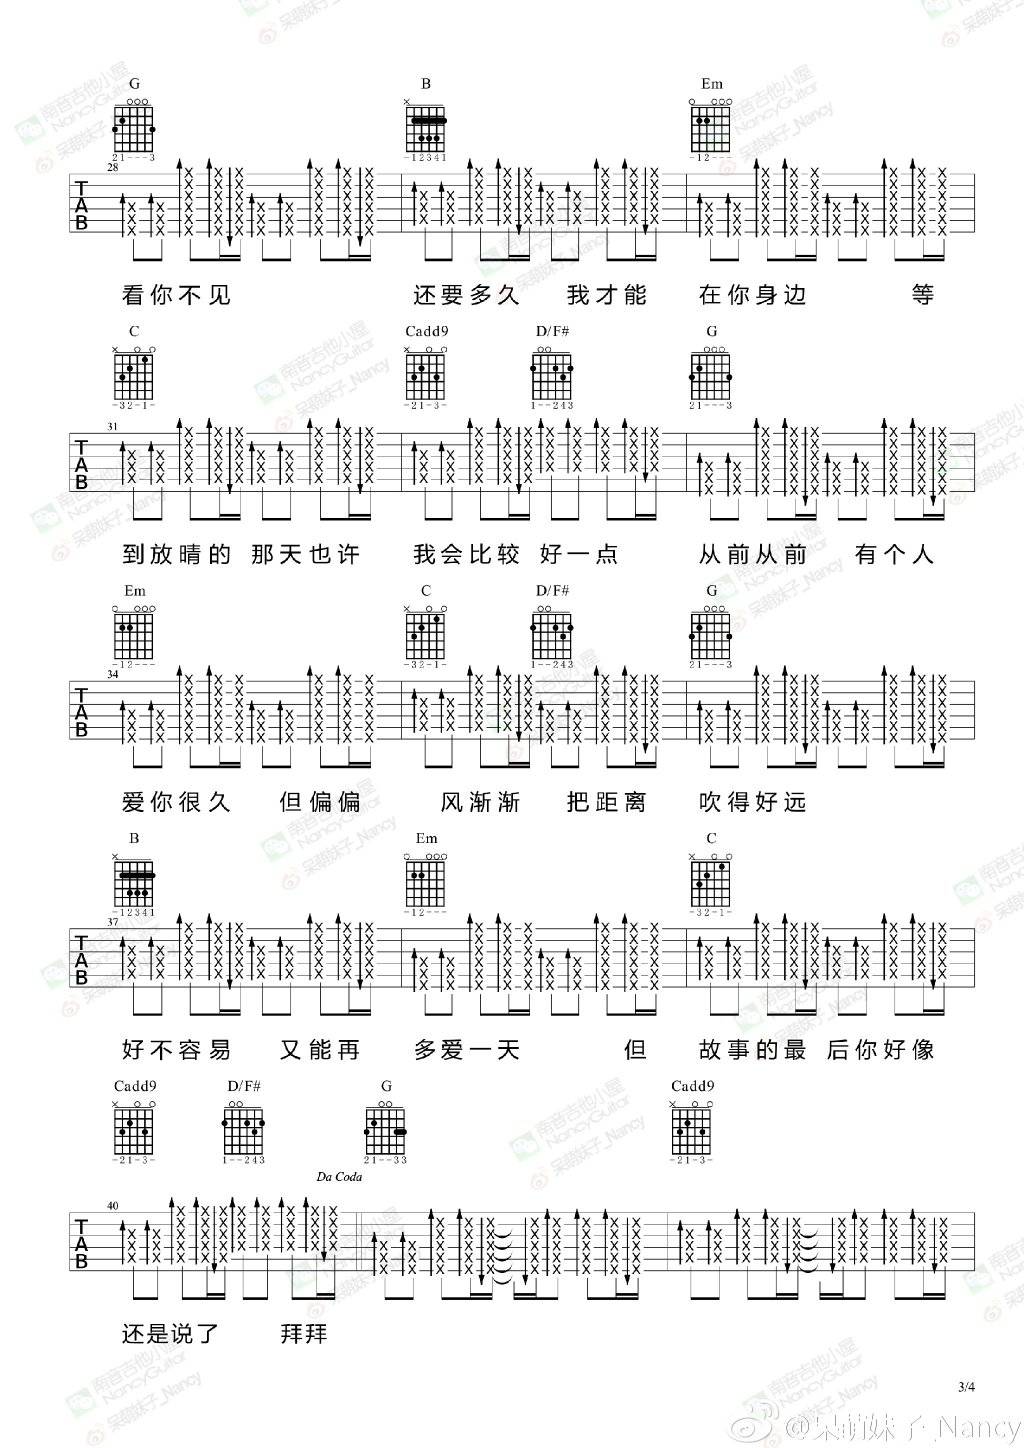 G B Em
21---3 -12341 -12---
28
TAB
看你不见 还要多久 我才能 在你身边 等
C Cadd9 D/F# G
-32-1- -21-3- 1--243 21---3
31
TAB
到放晴的 那天也许 我会比较 好一点 从前从前 有个人
Em C D/F# G
-12--- -32-1- 1--243 21---3
34
TAB
爱你很久 但偏偏 风渐渐 把距离 吹得好远
B Em C
-12341 -12--- -32-1-
37
TAB
好不容易 又能再 多爱一天 但 故事的最 后你好像
Cadd9 D/F# G Cadd9
-21-3- 1--243 21--33 -21-3-
Da Coda
40
TAB
还是说了 拜拜
3/4
@呆萌妹子_Nancy
南音吉他小屋
NancyGuitar
呆萌妹子_Nancy